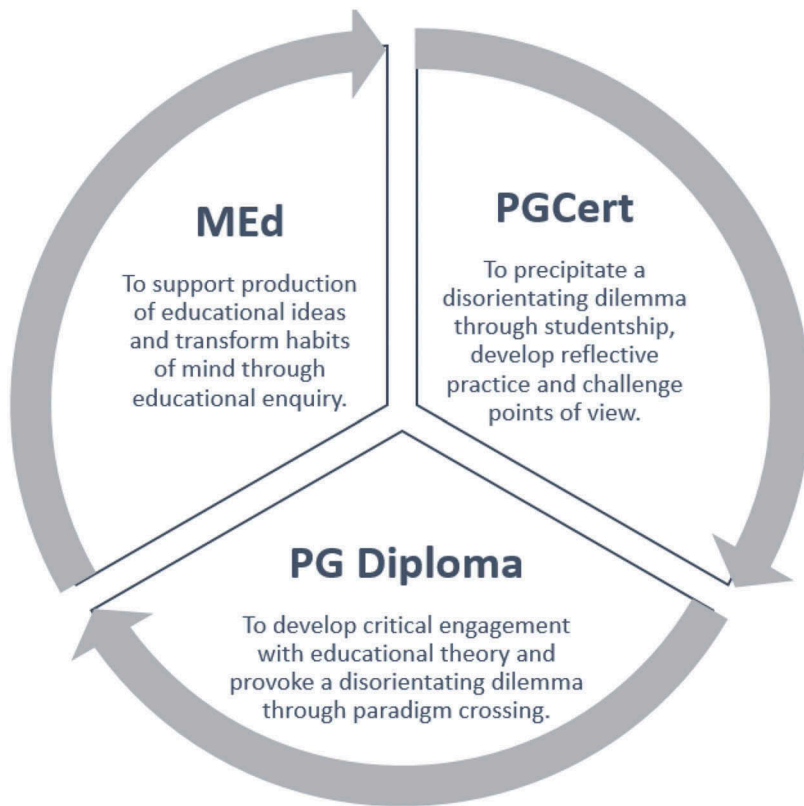 MEd
To support production
of educational ideas
and transform habits
of mind through
educational enquiry.
PGCert
To precipitate a
disorientating dilemma
through studentship,
develop reflective
practice and challenge
points of view.
PG Diploma
To develop critical engagement
with educational theory and
provoke a disorientating dilemma
through paradigm crossing.